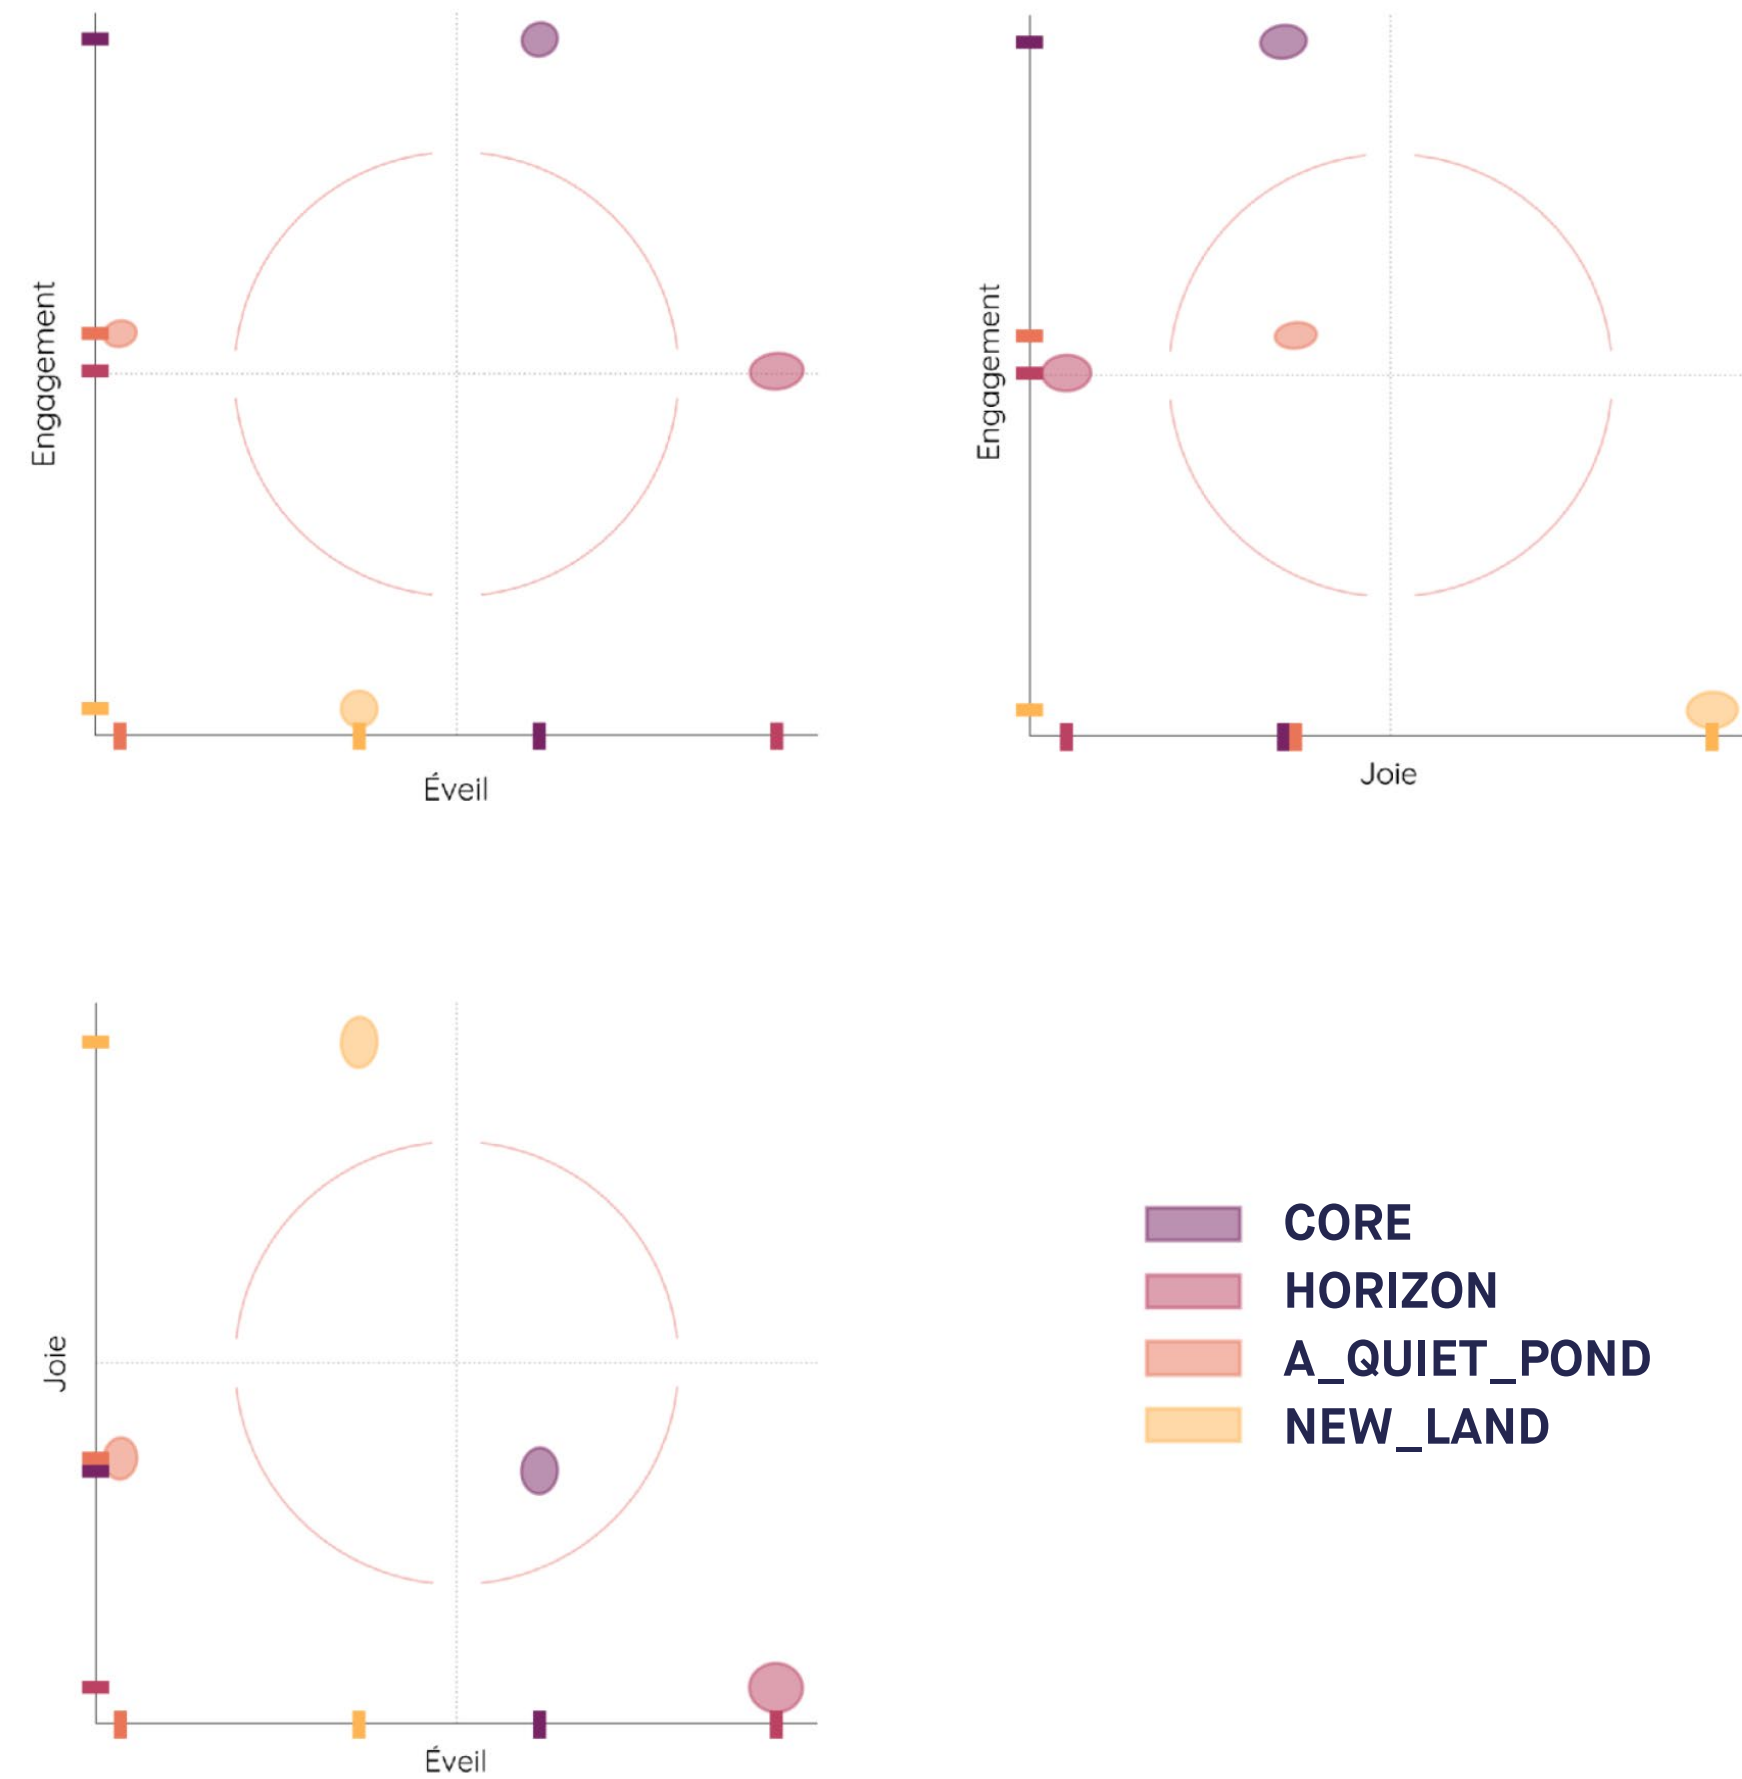 Engagement
Éveil
Engagement
Joie
Joie
Éveil
CORE
HORIZON
A_QUIET_POND
NEW_LAND